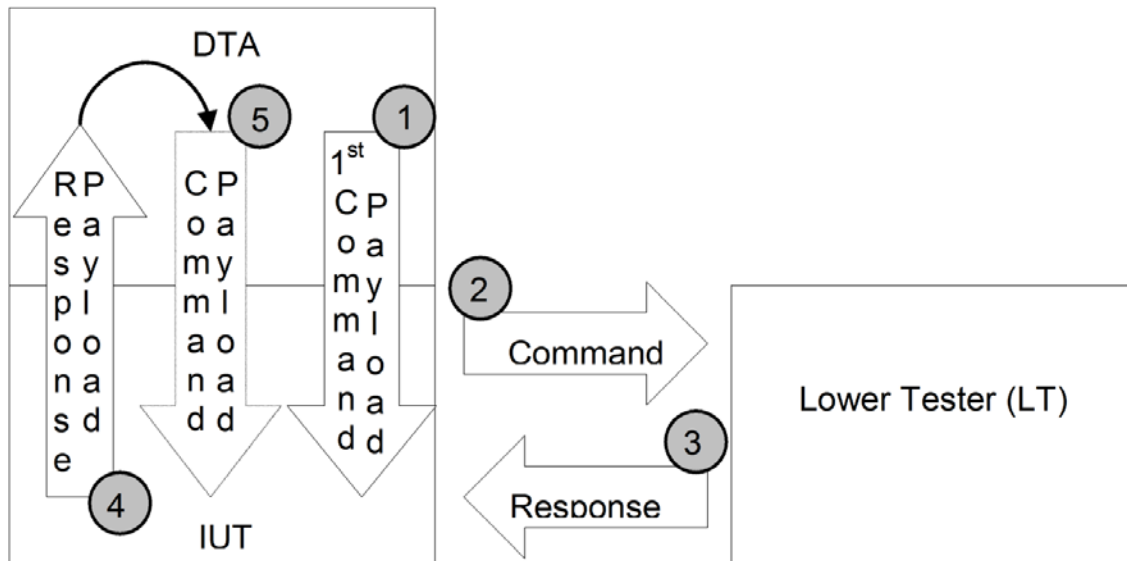 DTA
5
1
1st
Response Payload
Command Payload
Command Payload
2
Command
Lower Tester (LT)
3
Response
4
IUT